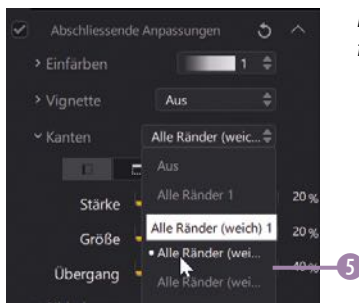 Abschliessende Anpassungen
Einfärben 1
Vignette Aus
Kanten Alle Ränder (weic...
Aus
Alle Ränder 1
Stärke 20 %
Alle Ränder (weich) 1
Größe 20 %
Alle Ränder (wei...
5
Übergang 40 %
Alle Ränder (wei...